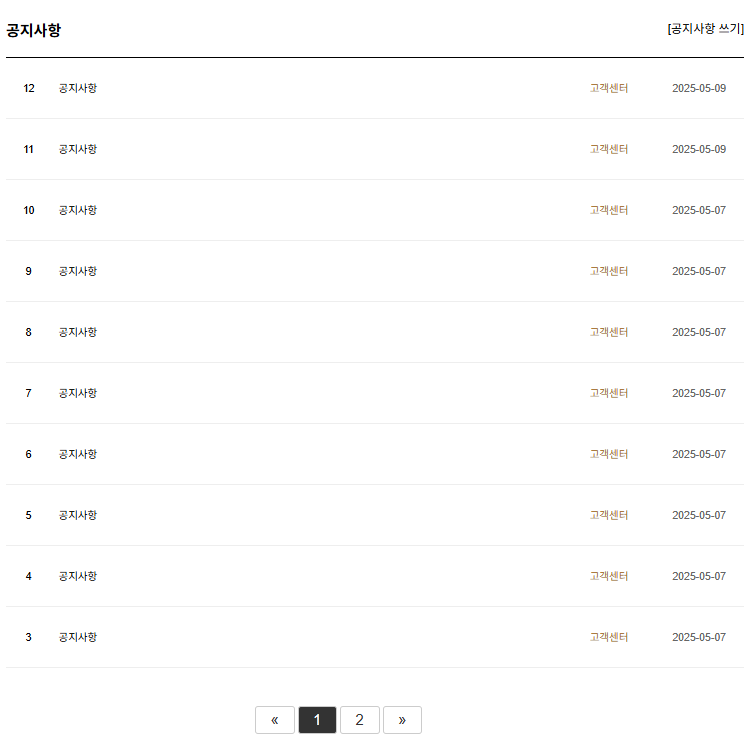 공지사항 [공지사항 쓰기]
12 공지사항 고객센터 2025-05-09
11 공지사항 고객센터 2025-05-09
10 공지사항 고객센터 2025-05-07
9 공지사항 고객센터 2025-05-07
8 공지사항 고객센터 2025-05-07
7 공지사항 고객센터 2025-05-07
6 공지사항 고객센터 2025-05-07
5 공지사항 고객센터 2025-05-07
4 공지사항 고객센터 2025-05-07
3 공지사항 고객센터 2025-05-07
« 1 2 »